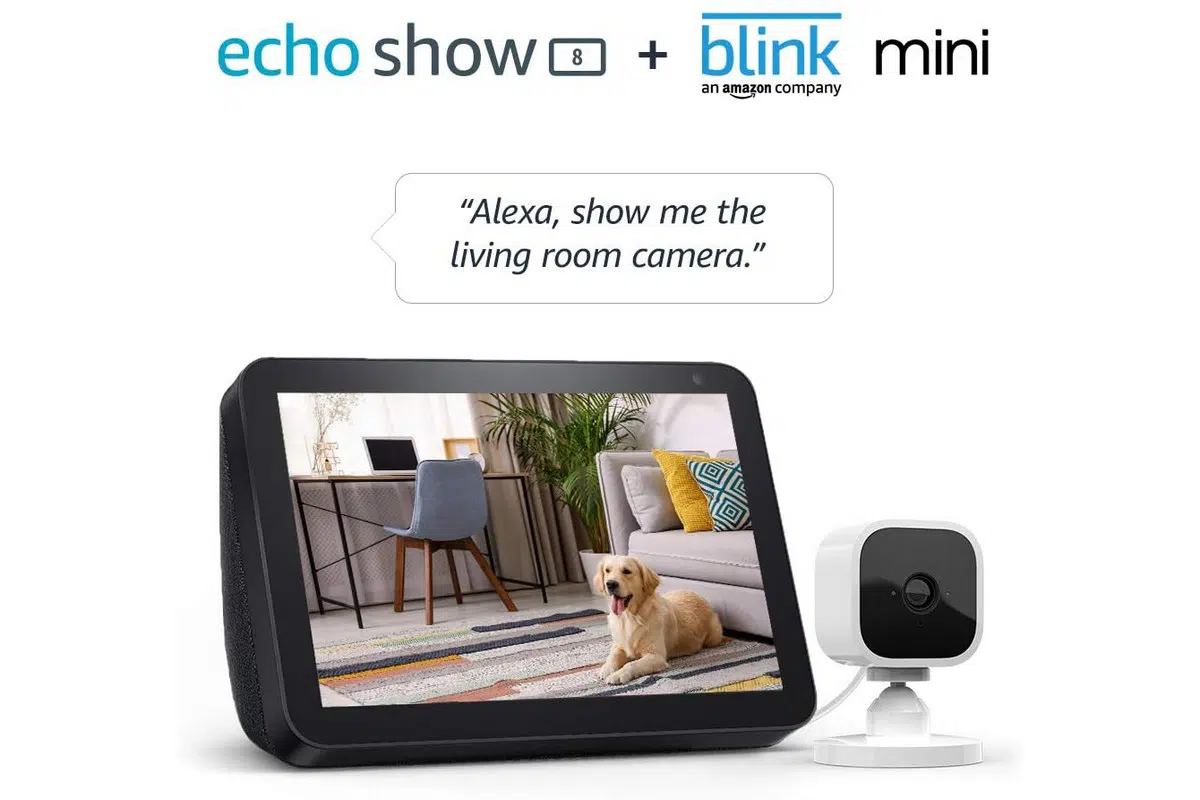 echo show 8 + blink mini
an amazon company
“Alexa, show me the
living room camera.”